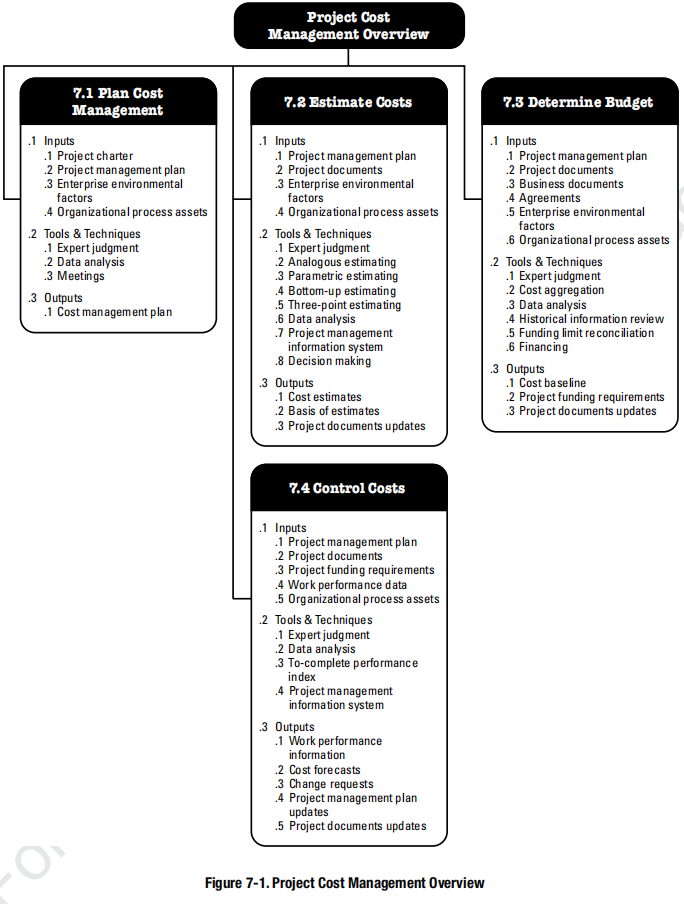 Project Cost
Management Overview
7.1 Plan Cost
Management
.1 Inputs
.1 Project charter
.2 Project management plan
.3 Enterprise environmental
factors
.4 Organizational process assets
.2 Tools & Techniques
.1 Expert judgment
.2 Data analysis
.3 Meetings
.3 Outputs
.1 Cost management plan
7.2 Estimate Costs
.1 Inputs
.1 Project management plan
.2 Project documents
.3 Enterprise environmental
factors
.4 Organizational process assets
.2 Tools & Techniques
.1 Expert judgment
.2 Analogous estimating
.3 Parametric estimating
.4 Bottom-up estimating
.5 Three-point estimating
.6 Data analysis
.7 Project management
information system
.8 Decision making
.3 Outputs
.1 Cost estimates
.2 Basis of estimates
.3 Project documents updates
7.3 Determine Budget
.1 Inputs
.1 Project management plan
.2 Project documents
.3 Business documents
.4 Agreements
.5 Enterprise environmental
factors
.6 Organizational process assets
.2 Tools & Techniques
.1 Expert judgment
.2 Cost aggregation
.3 Data analysis
.4 Historical information review
.5 Funding limit reconciliation
.6 Financing
.3 Outputs
.1 Cost baseline
.2 Project funding requirements
.3 Project documents updates
7.4 Control Costs
.1 Inputs
.1 Project management plan
.2 Project documents
.3 Project funding requirements
.4 Work performance data
.5 Organizational process assets
.2 Tools & Techniques
.1 Expert judgment
.2 Data analysis
.3 To-complete performance
index
.4 Project management
information system
.3 Outputs
.1 Work performance
information
.2 Cost forecasts
.3 Change requests
.4 Project management plan
updates
.5 Project documents updates
Figure 7-1. Project Cost Management Overview